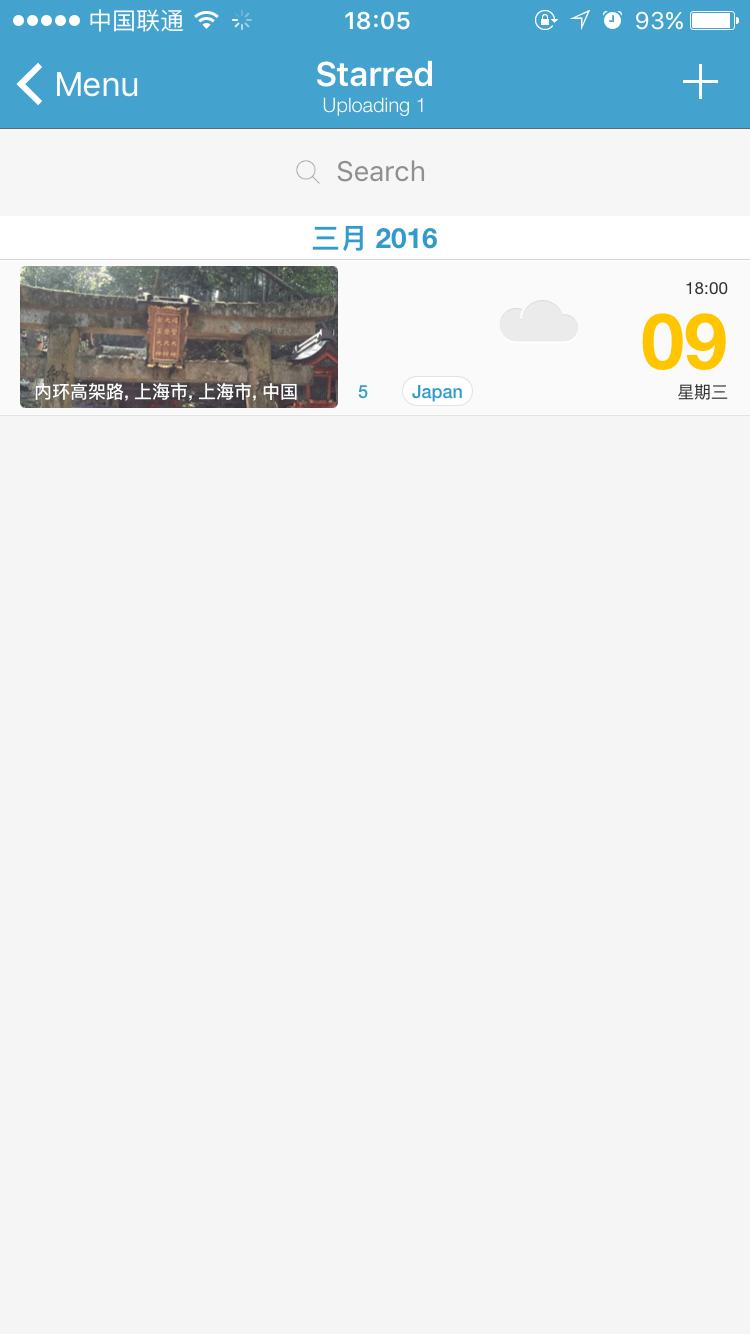 中国联通 18:05 93%
Menu
Starred
Uploading 1
Search
三月 2016
18:00
09
内环高架路, 上海市, 上海市, 中国
5
Japan
星期三